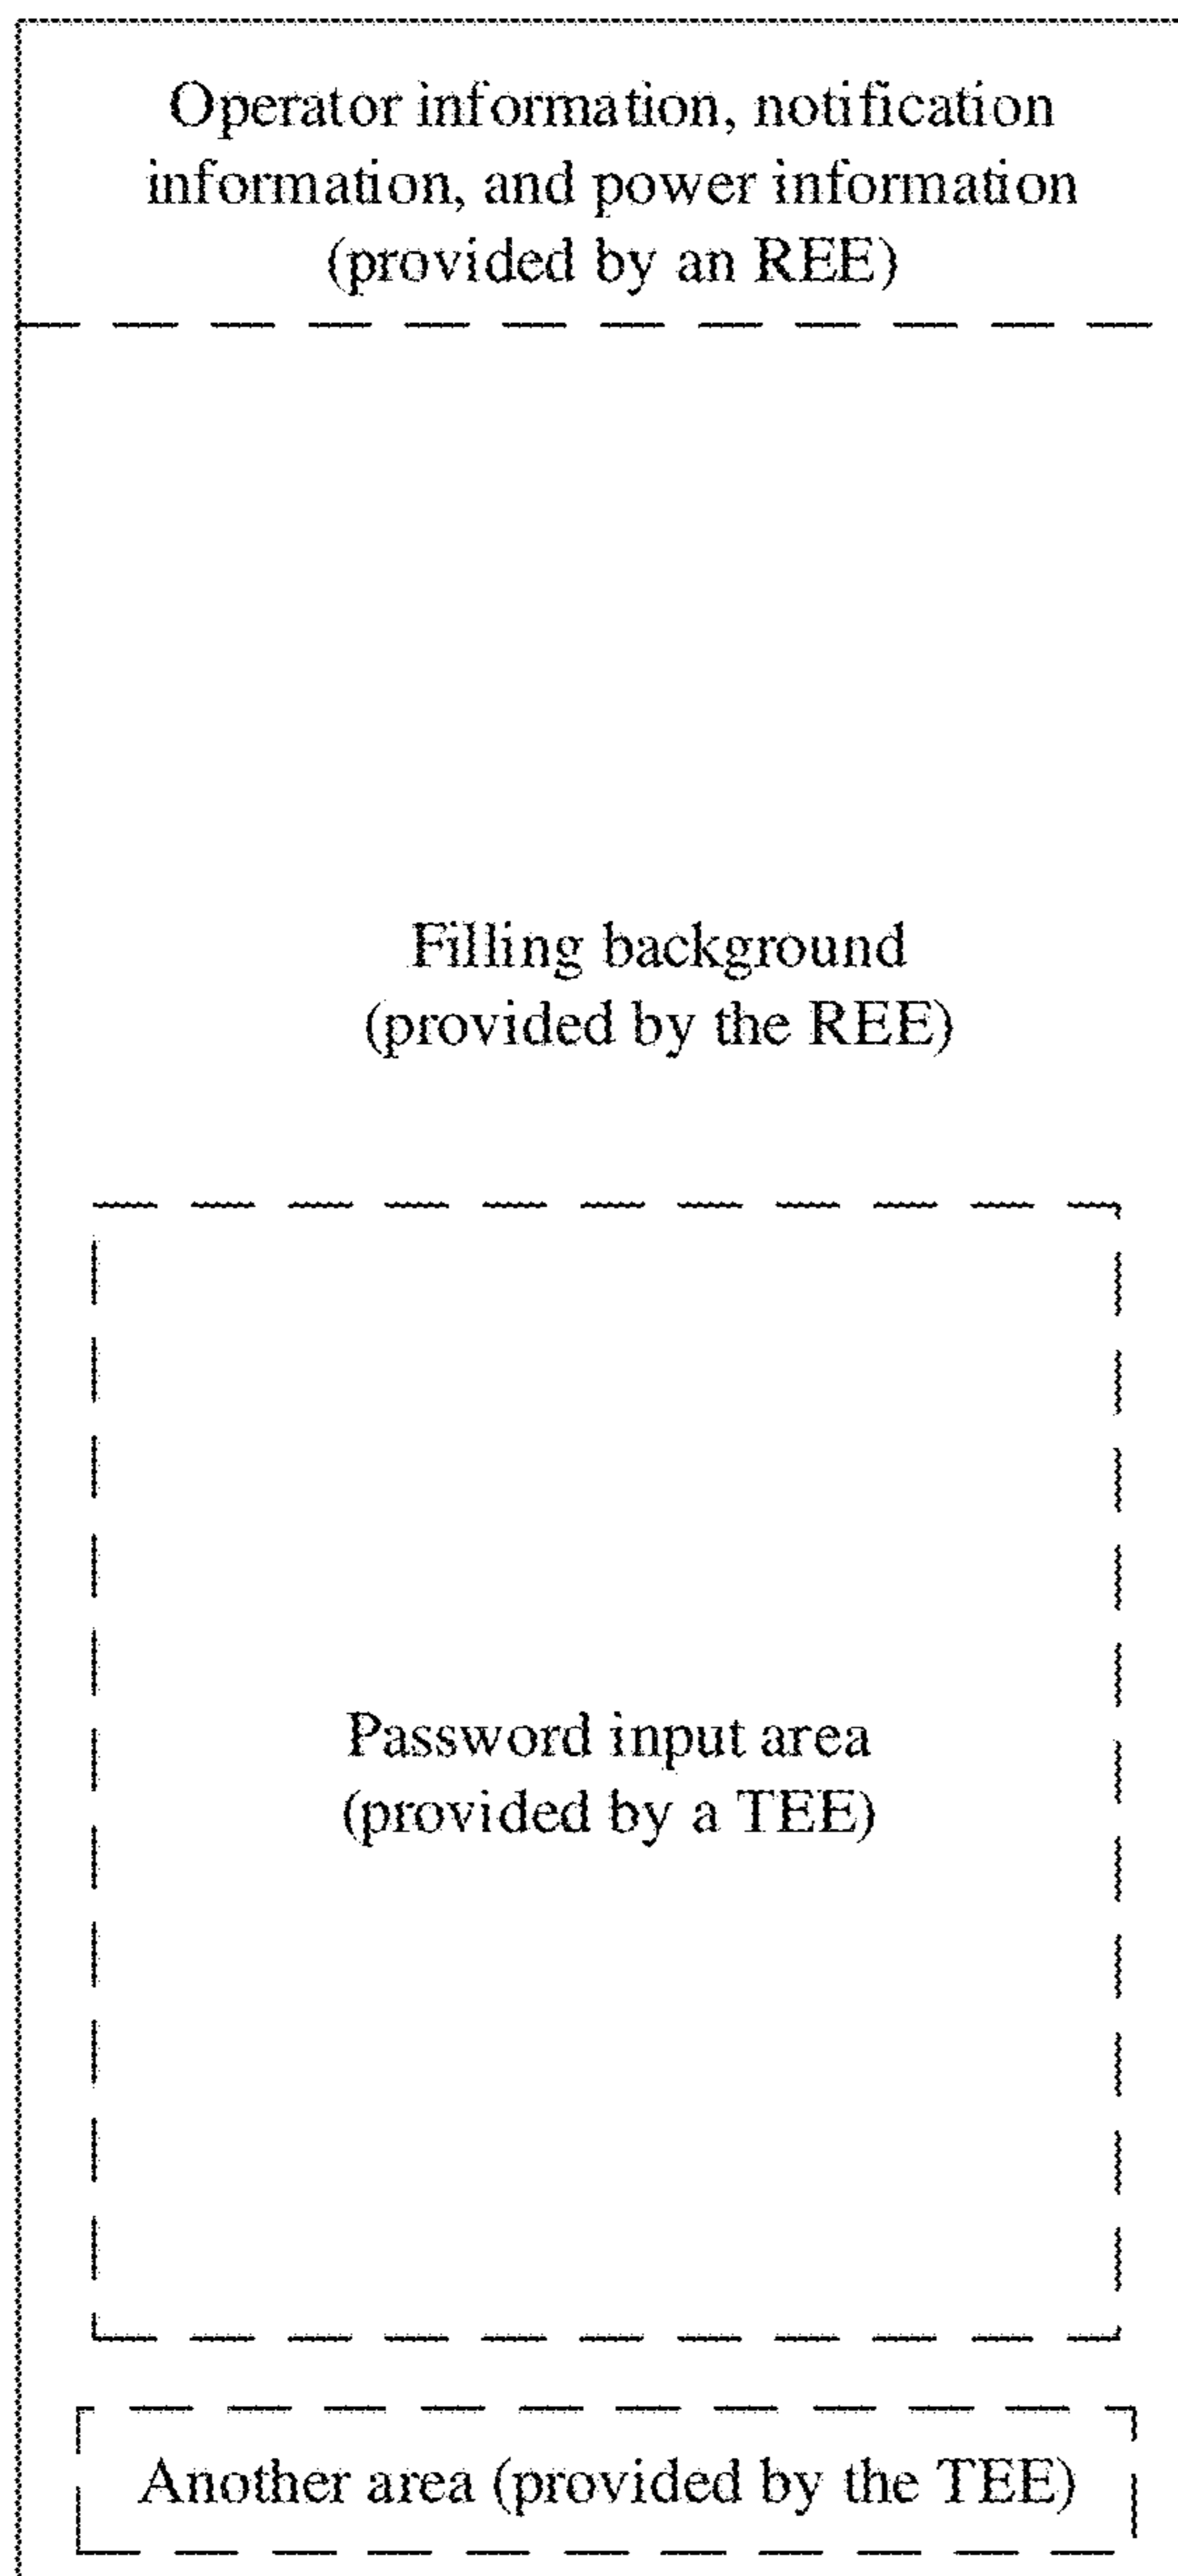 Operator information, notification
information, and power information
(provided by an REE)
Filling background
(provided by the REE)
Password input area
(provided by a TEE)
Another area (provided by the TEE)